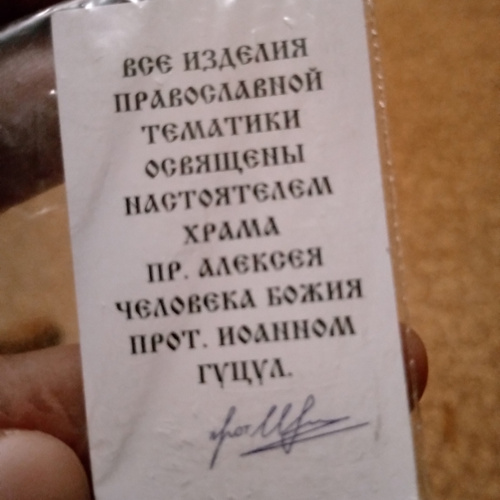 ВСЕ ИЗДЕЛИЯ
ПРАВОСЛАВНОЙ
ТЕМАТИКИ
ОСВЯЩЕНЫ
НАСТОЯТЕЛЕМ
ХРАМА
ПР. АЛЕКСЕЯ
ЧЕЛОВЕКА БОЖИЯ
ПРОТ. ИОАННОМ
ГУЦУЛ.